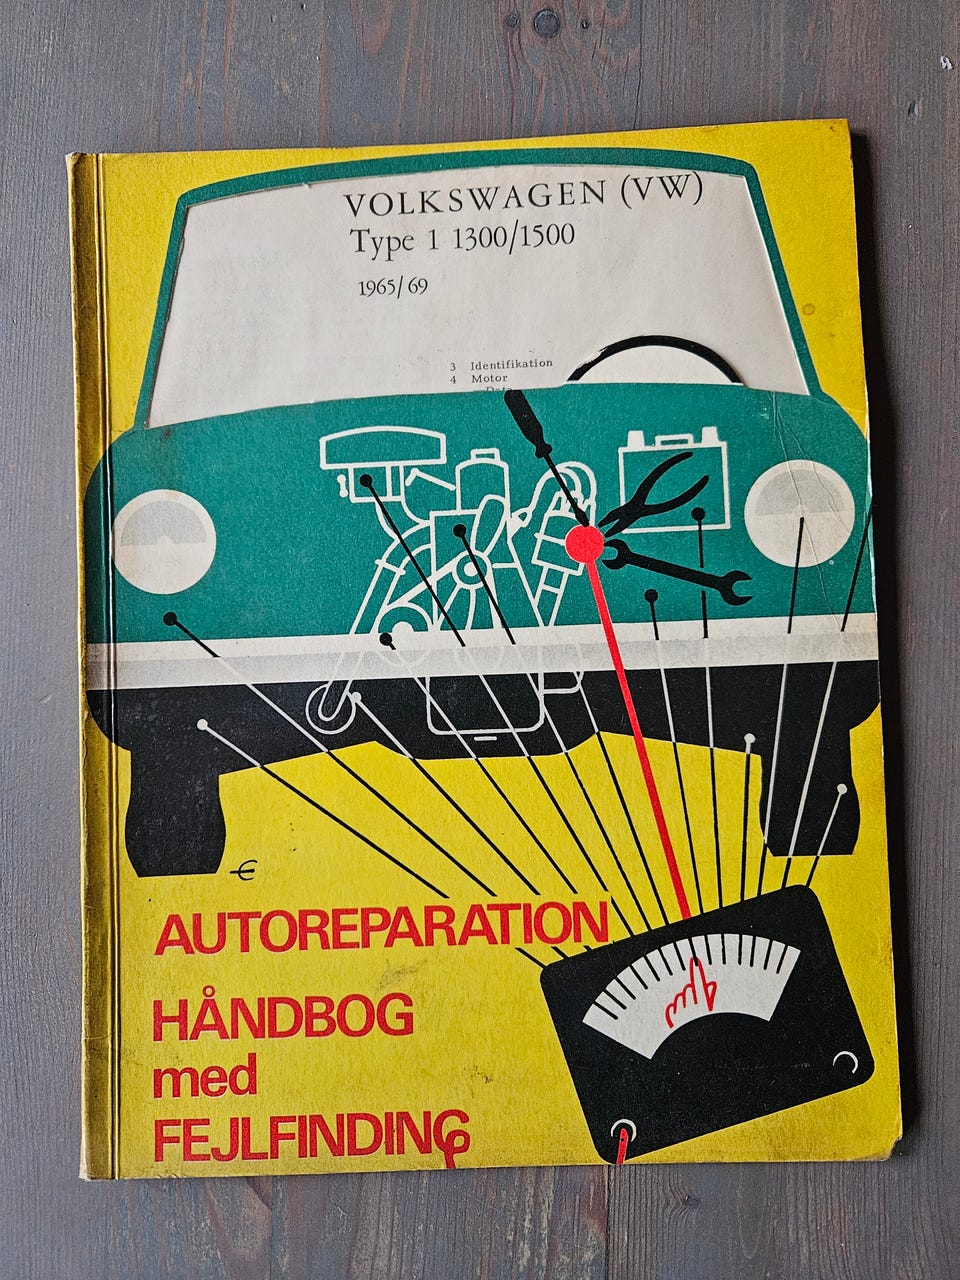 VOLKSWAGEN (VW)
Type 1 1300/1500
1965/69
3 Identifikation
4 Motor
AUTOREPARATION
HÅNDBOG
med
FEJLFINDING